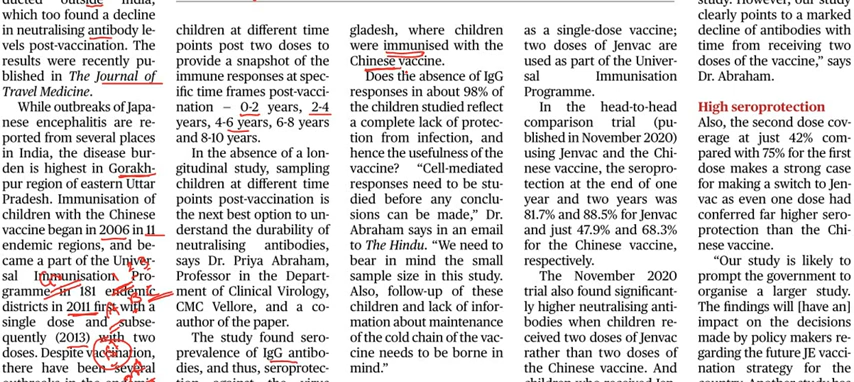 ducted outside India,
which too found a decline
in neutralising antibody le-
vels post-vaccination. The
results were recently pu-
blished in The Journal of
Travel Medicine.
While outbreaks of Japa-
nese encephalitis are re-
ported from several places
in India, the disease bur-
den is highest in Gorakh-
pur region of eastern Uttar
Pradesh. Immunisation of
children with the Chinese
vaccine began in 2006 in 11
endemic regions, and be-
came a part of the Univer-
sal Immunisation Pro-
gramme in 181 endemic
districts in 2011 first with a
single dose and subse-
quently (2013) with two
doses. Despite vaccination,
there have been several
children at different time
points post two doses to
provide a snapshot of the
immune responses at spec-
ific time frames post-vacci-
nation – 0-2 years, 2-4
years, 4-6 years, 6-8 years
and 8-10 years.
In the absence of a lon-
gitudinal study, sampling
children at different time
points post-vaccination is
the next best option to un-
derstand the durability of
neutralising antibodies,
says Dr. Priya Abraham,
Professor in the Depart-
ment of Clinical Virology,
CMC Vellore, and a co-
author of the paper.
The study found sero-
prevalence of IgG antibo-
dies, and thus, seroprotec-
gladesh, where children
were immunised with the
Chinese vaccine.
Does the absence of IgG
responses in about 98% of
the children studied reflect
a complete lack of protec-
tion from infection, and
hence the usefulness of the
vaccine? “Cell-mediated
responses need to be stu-
died before any conclu-
sions can be made,” Dr.
Abraham says in an email
to The Hindu. “We need to
bear in mind the small
sample size in this study.
Also, follow-up of these
children and lack of infor-
mation about maintenance
of the cold chain of the vac-
cine needs to be borne in
mind.”
as a single-dose vaccine;
two doses of Jenvac are
used as part of the Univer-
sal Immunisation
Programme.
In the head-to-head
comparison trial (pu-
blished in November 2020)
using Jenvac and the Chi-
nese vaccine, the seropro-
tection at the end of one
year and two years was
81.7% and 88.5% for Jenvac
and just 47.9% and 68.3%
for the Chinese vaccine,
respectively.
The November 2020
trial also found significant-
ly higher neutralising anti-
bodies when children re-
ceived two doses of Jenvac
rather than two doses of
the Chinese vaccine. And
children who received Jen-
study. However, our study
clearly points to a marked
decline of antibodies with
time from receiving two
doses of the vaccine,” says
Dr. Abraham.
High seroprotection
Also, the second dose cov-
erage at just 42% com-
pared with 75% for the first
dose makes a strong case
for making a switch to Jen-
vac as even one dose had
conferred far higher sero-
protection than the Chi-
nese vaccine.
“Our study is likely to
prompt the government to
organise a larger study.
The findings will [have an]
impact on the decisions
made by policy makers re-
garding the future JE vacci-
nation strategy for the